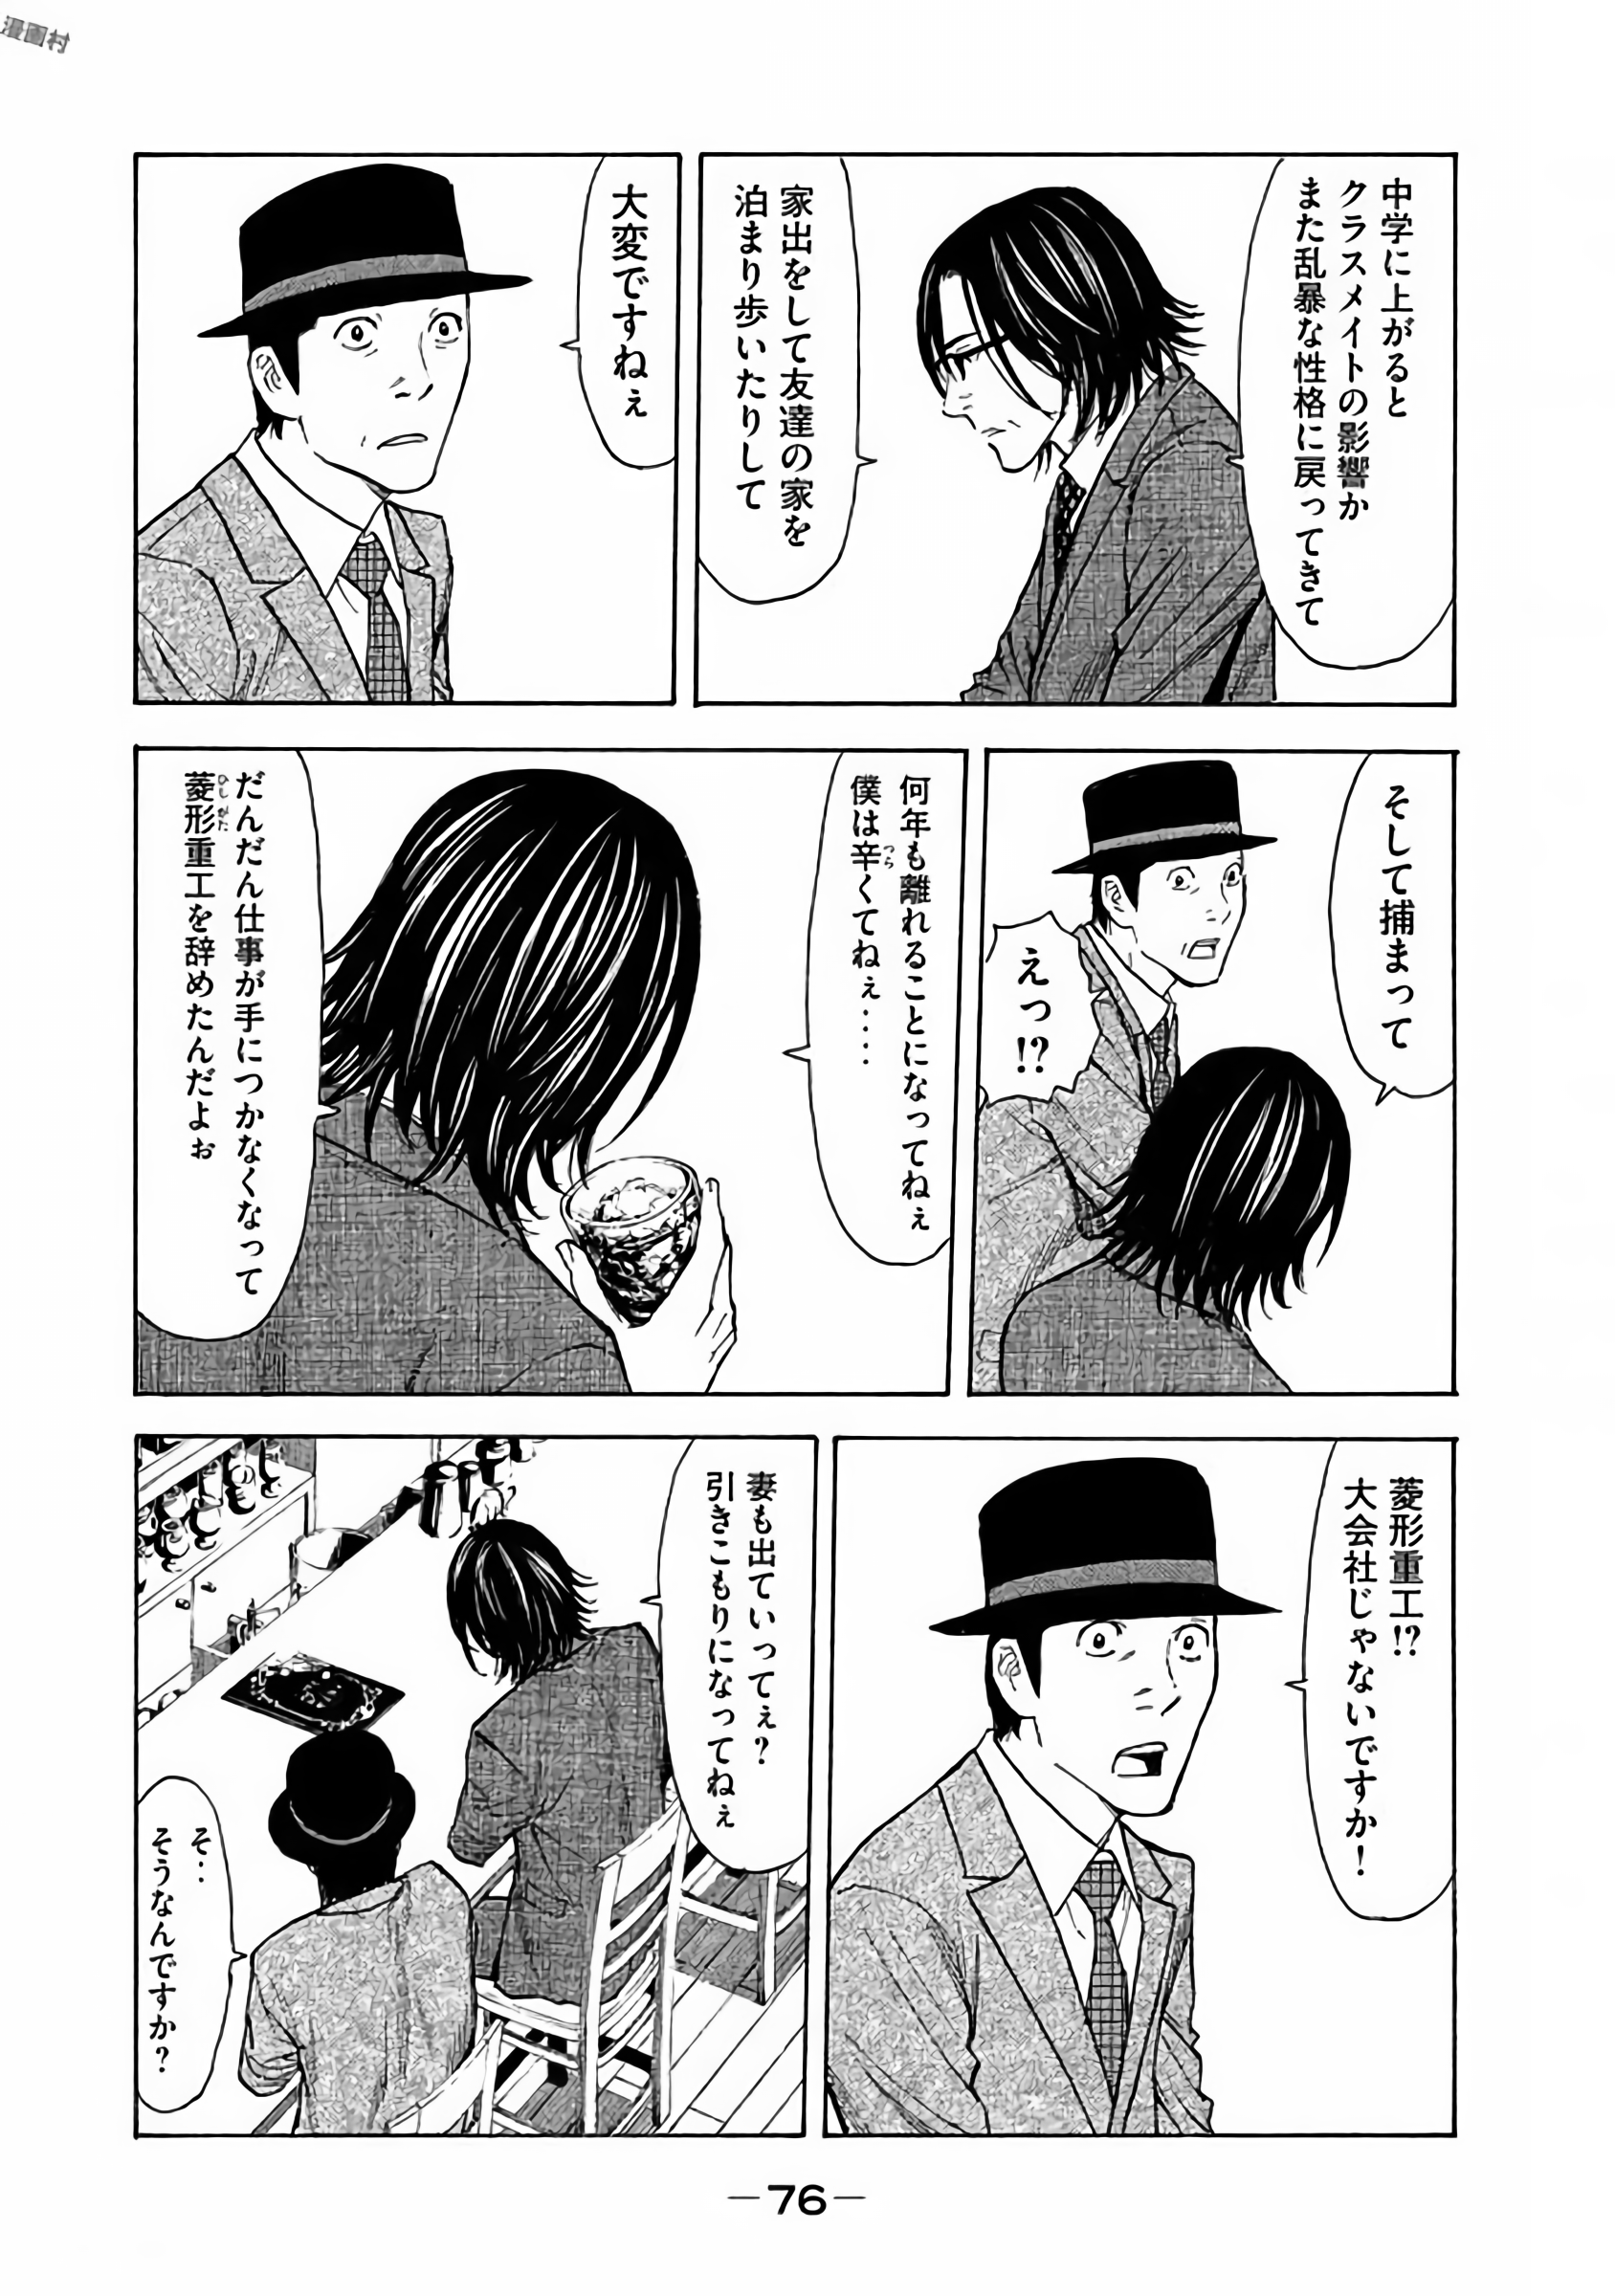 漫画村
中学に上がると
クラスメイトの影響か
また乱暴な性格に戻ってきて
家出をして友達の家を
泊まり歩いたりして
大変ですねぇ
そして捕まって
えっ!?
何年も離れることになってねぇ
僕は辛くてねぇ‥‥
つら
だんだん仕事が手につかなくなって
菱形重工を辞めたんだよぉ
ひしがた
菱形重工!?
大会社じゃないですか！
妻も出ていってぇ？
引きこもりになってねぇ
そ‥
そうなんですか？
—76—